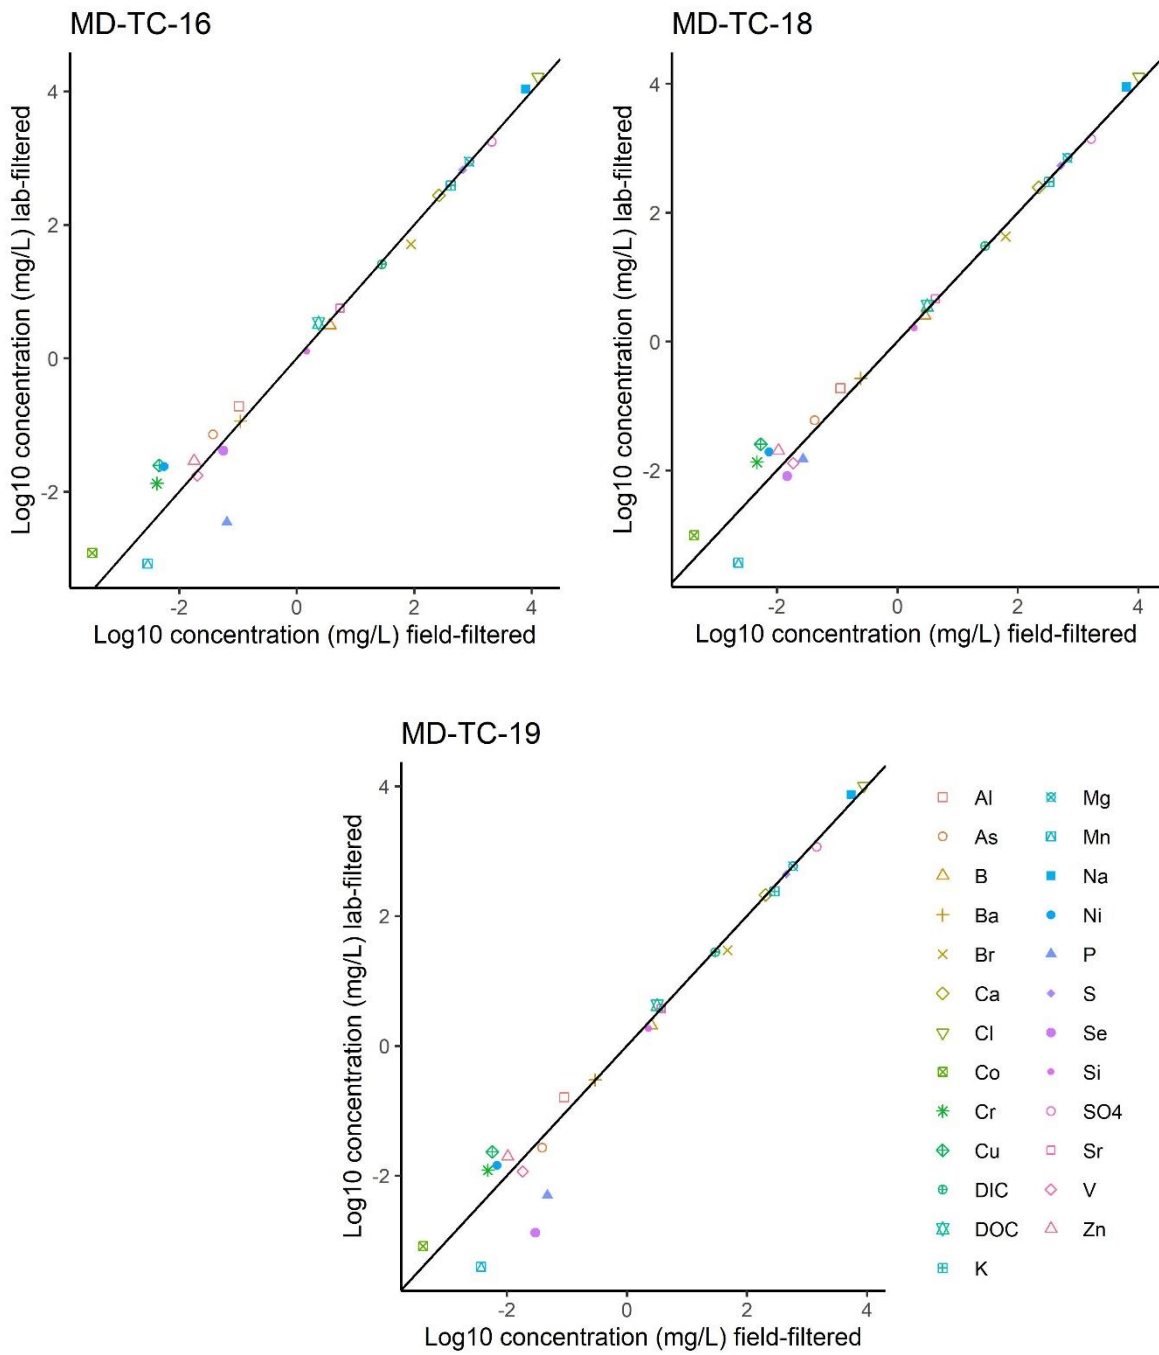 MD-TC-16
Log10 concentration (mg/L) lab-filtered
4
2
0
-2
-2
0
2
4
Log10 concentration (mg/L) field-filtered
MD-TC-18
Log10 concentration (mg/L) lab-filtered
4
2
0
-2
-2
0
2
4
Log10 concentration (mg/L) field-filtered
MD-TC-19
Log10 concentration (mg/L) lab-filtered
4
2
0
-2
-2
0
2
4
Log10 concentration (mg/L) field-filtered
Al
As
B
Ba
Br
Ca
Cl
Co
Cr
Cu
DIC
DOC
K
Mg
Mn
Na
Ni
P
S
Se
Si
SO4
Sr
V
Zn